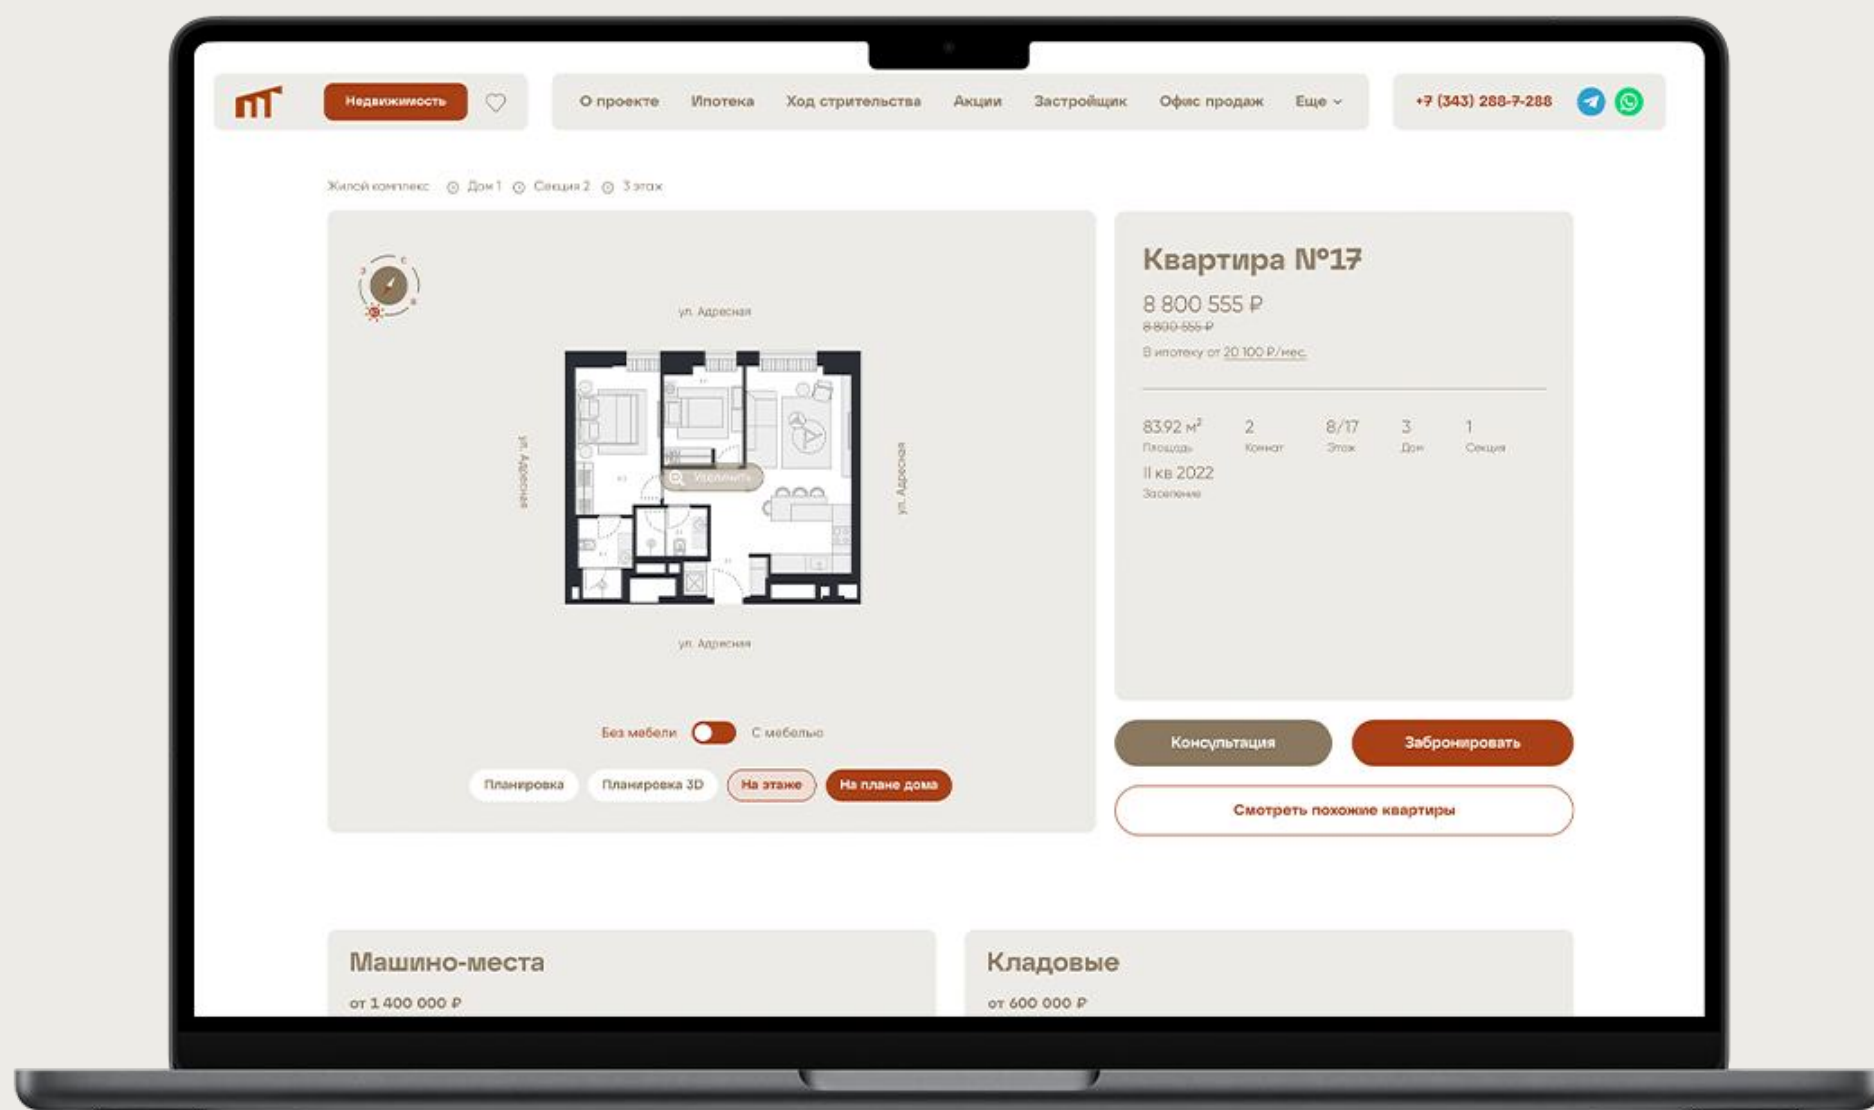 Недвижимость
О проекте Ипотека Ход стрительства Акции Застройщик Офис продаж Еще
+7 (343) 288-7-288
Жилой комплекс Дом 1 Секция 2 3 этаж
З С В
ул. Адресная
ул. Адресная
Увеличить
ул. Адресная
ул. Адресная
Без мебели С мебелью
Планировка Планировка 3D На этаже На плане дома
Квартира №17
8 800 555 ₽
8 800 555 ₽
В ипотеку от 20 100 ₽/мес.
83.92 м² 2 8/17 3 1
Площадь Комнат Этаж Дом Секция
II кв 2022
Заселение
Консультация Забронировать
Смотреть похожие квартиры
Машино-места
от 1 400 000 ₽
Кладовые
от 600 000 ₽